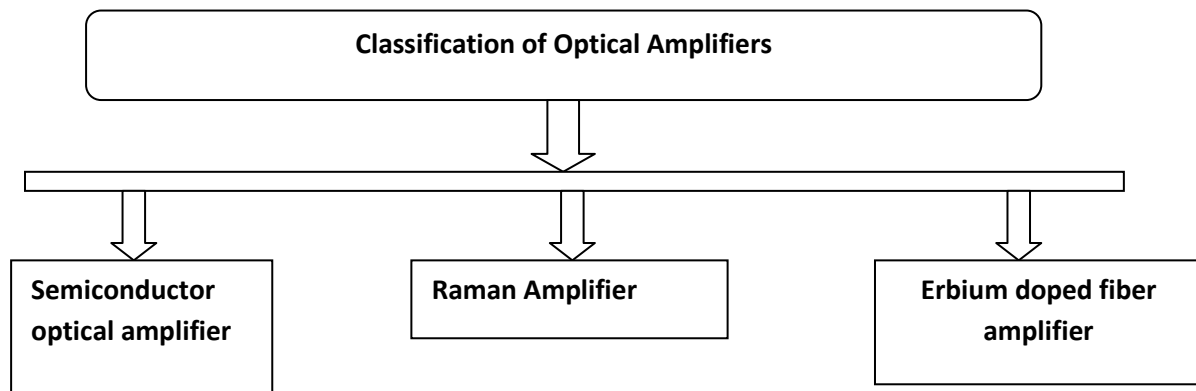 Classification of Optical Amplifiers
Semiconductor
optical amplifier
Raman Amplifier
Erbium doped fiber
amplifier